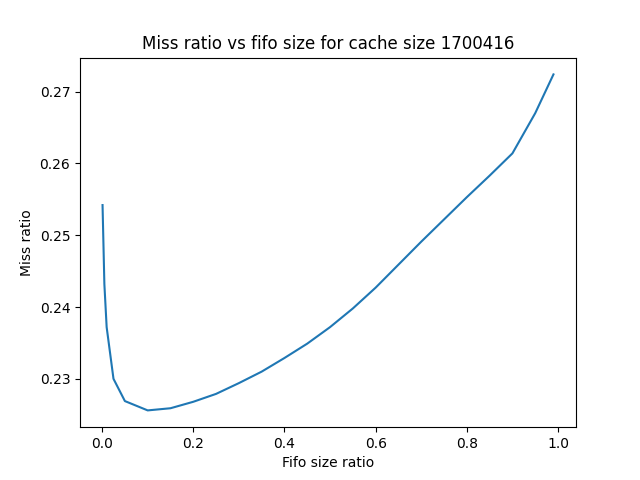 Miss ratio vs fifo size for cache size 1700416
0.27
0.26
0.25
0.24
0.23
Miss ratio
0.0 0.2 0.4 0.6 0.8 1.0
Fifo size ratio